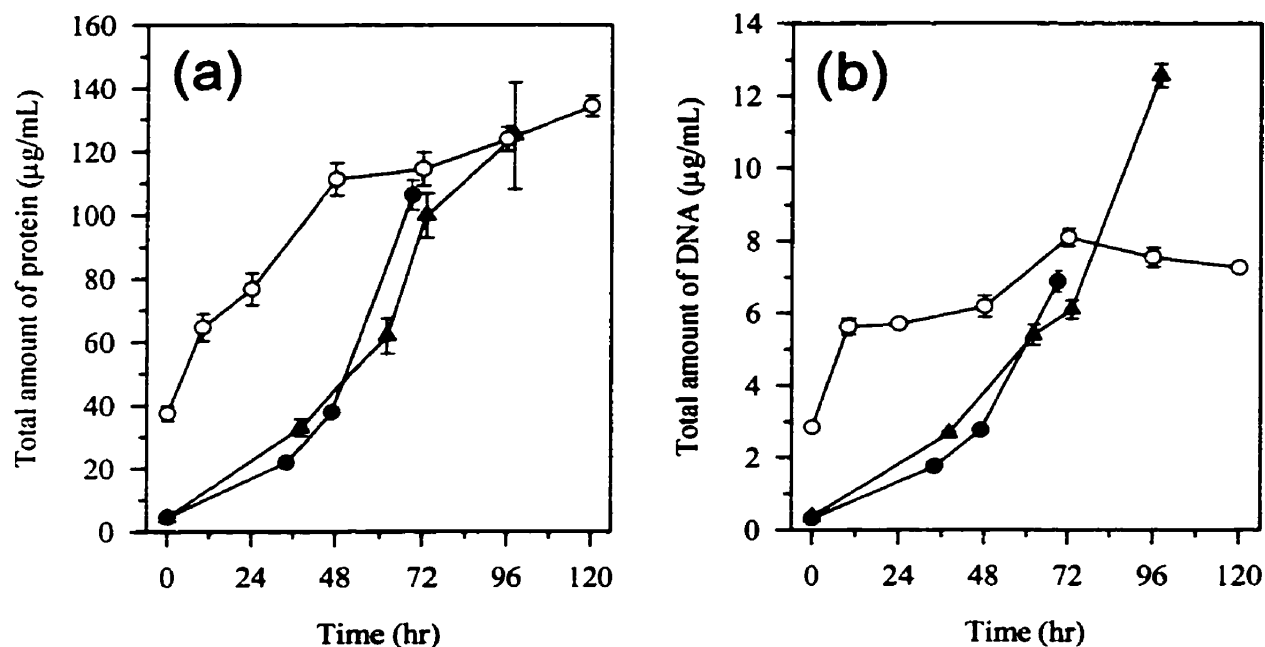 (a)
Total amount of protein (µg/mL)
160
140
120
100
80
60
40
20
0
0 24 48 72 96 120
Time (hr)
(b)
Total amount of DNA (µg/mL)
14
12
10
8
6
4
2
0
0 24 48 72 96 120
Time (hr)